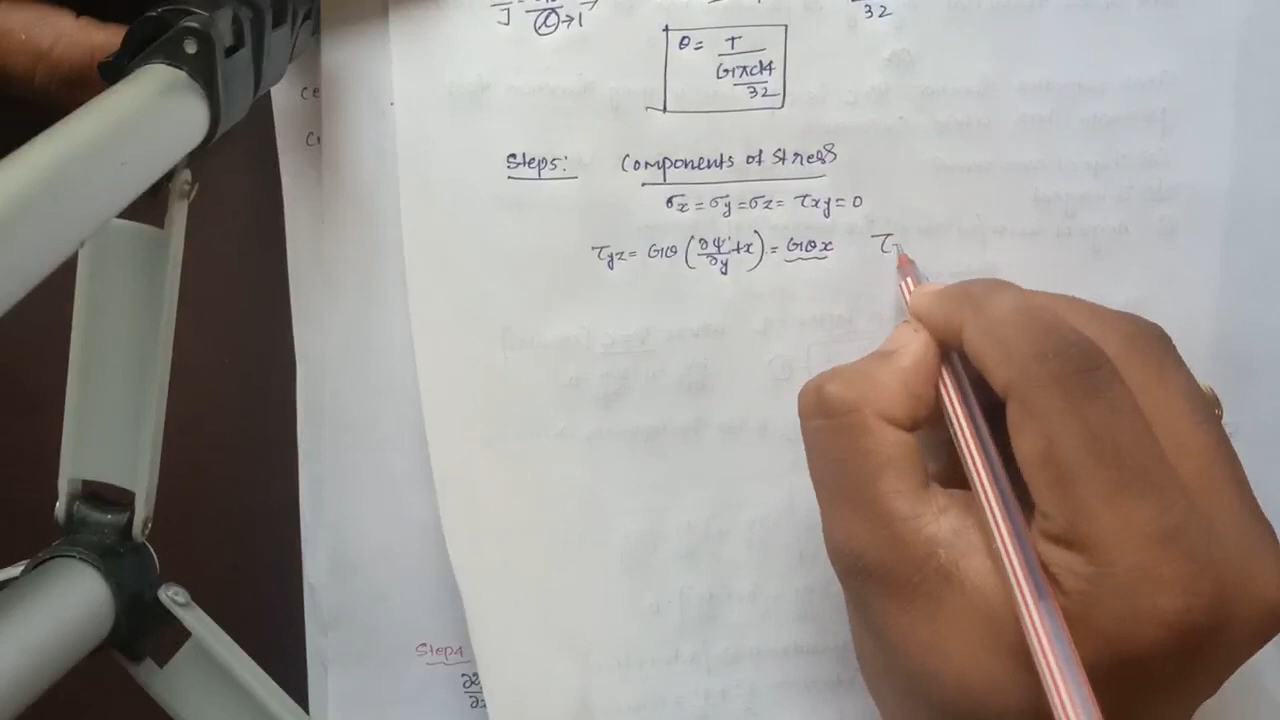 32
θ = T / (Gπd4/32)
Step5: Components of stress
σx = σy = σz = τxy = 0
τyz = Gθ (∂ψ/∂y + x) = Gθx τ
Step4